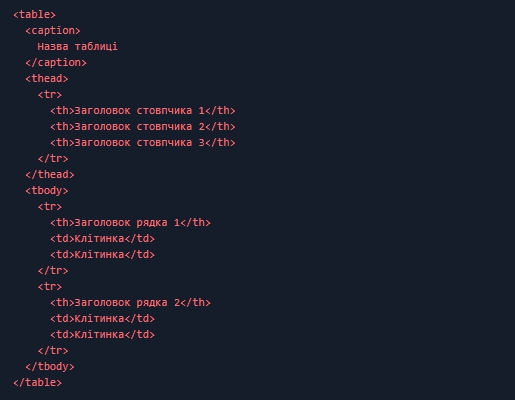 <table>
  <caption>
    Назва таблиці
  </caption>
  <thead>
    <tr>
      <th>Заголовок стовпчика 1</th>
      <th>Заголовок стовпчика 2</th>
      <th>Заголовок стовпчика 3</th>
    </tr>
  </thead>
  <tbody>
    <tr>
      <th>Заголовок рядка 1</th>
      <td>Клітинка</td>
      <td>Клітинка</td>
    </tr>
    <tr>
      <th>Заголовок рядка 2</th>
      <td>Клітинка</td>
      <td>Клітинка</td>
    </tr>
  </tbody>
</table>